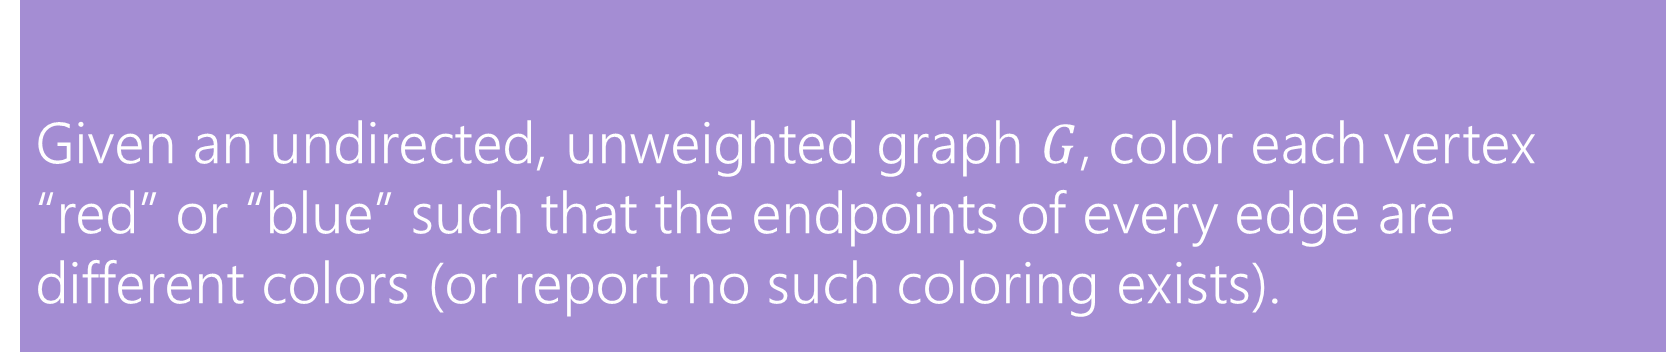 Given an undirected, unweighted graph 𝐺, color each vertex
“red” or “blue” such that the endpoints of every edge are
different colors (or report no such coloring exists).